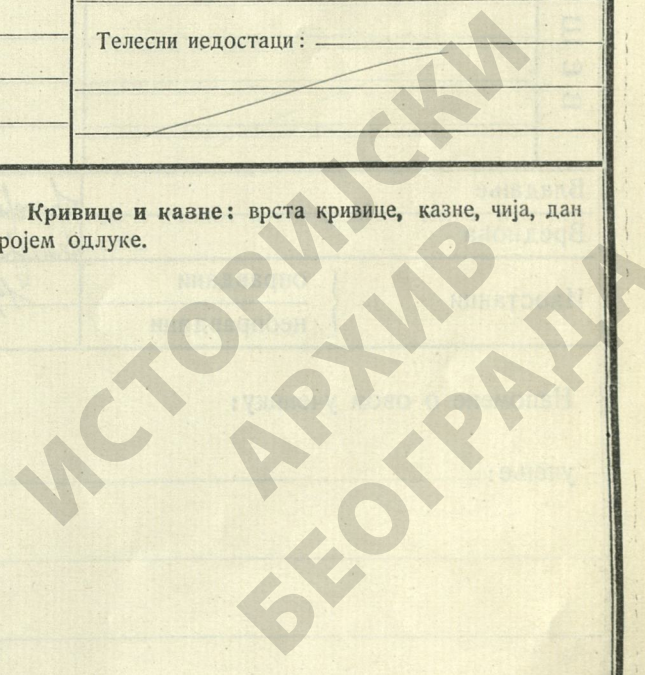 Телесни иедостаци:
Кривице и казне: врста кривице, казне, чија, дан
ројем одлуке.
ИСТОРИЈСКИ
АРХИВ
БЕОГРАДА